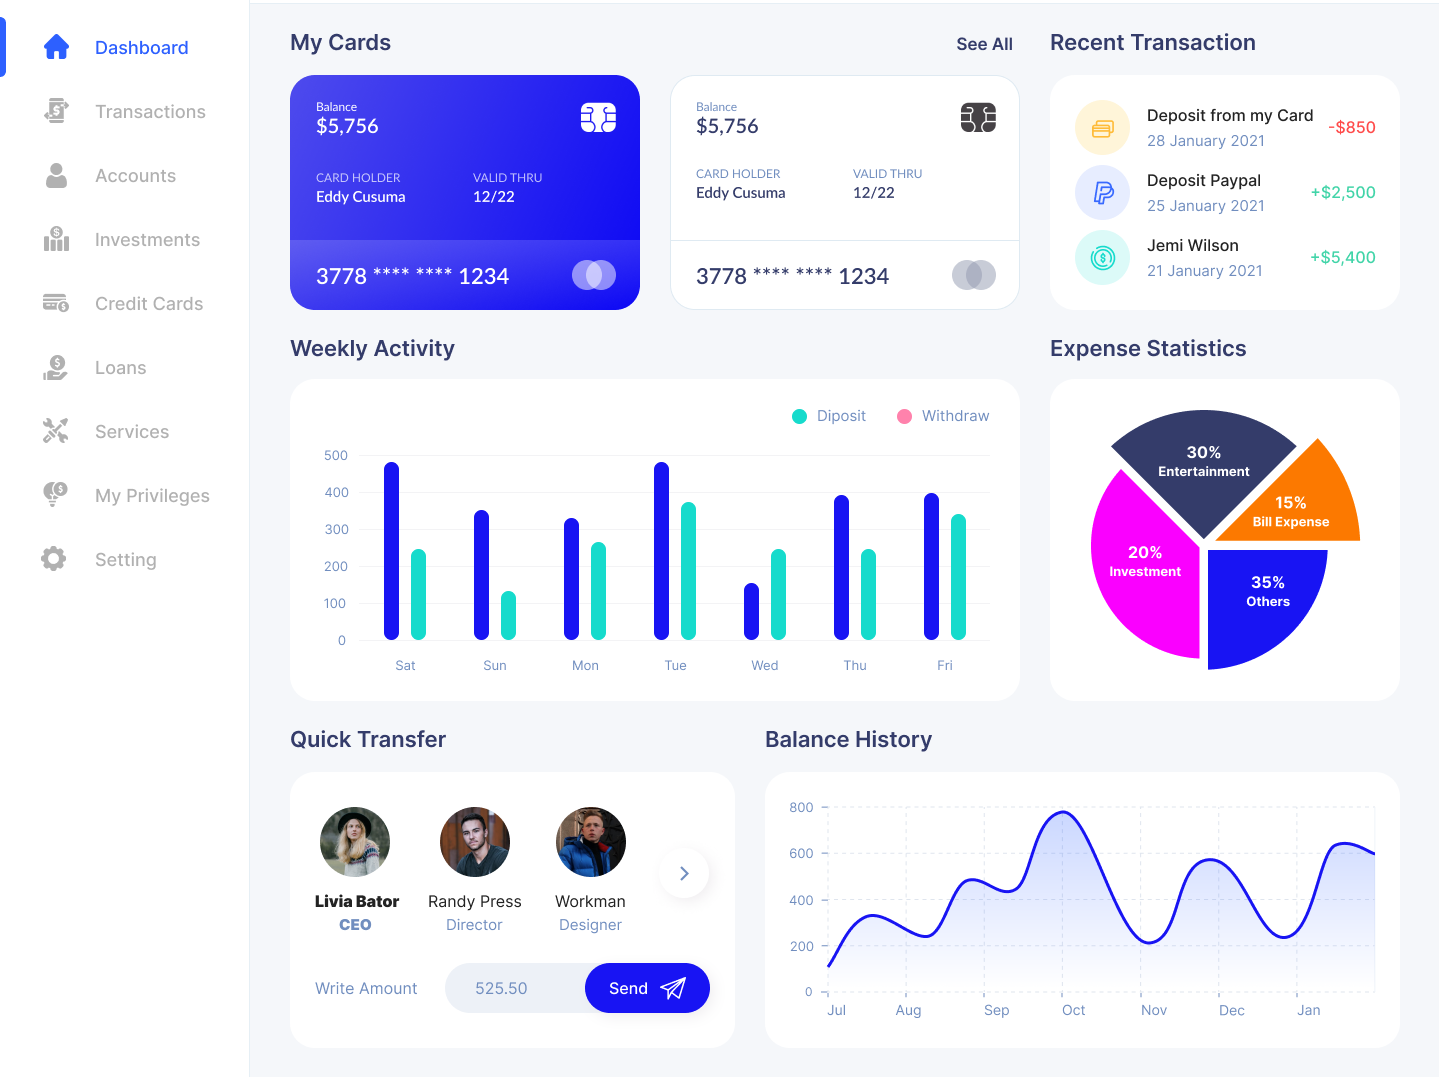 Dashboard
Transactions
Accounts
Investments
Credit Cards
Loans
Services
My Privileges
Setting
My Cards
See All
Balance
$5,756
CARD HOLDER
Eddy Cusuma
VALID THRU
12/22
3778 **** **** 1234
Balance
$5,756
CARD HOLDER
Eddy Cusuma
VALID THRU
12/22
3778 **** **** 1234
Recent Transaction
Deposit from my Card
28 January 2021
-$850
Deposit Paypal
25 January 2021
+$2,500
Jemi Wilson
21 January 2021
+$5,400
Weekly Activity
Diposit
Withdraw
500
400
300
200
100
0
Sat
Sun
Mon
Tue
Wed
Thu
Fri
Expense Statistics
30%
Entertainment
15%
Bill Expense
20%
Investment
35%
Others
Quick Transfer
Livia Bator
CEO
Randy Press
Director
Workman
Designer
Write Amount
525.50
Send
Balance History
800
600
400
200
0
Jul
Aug
Sep
Oct
Nov
Dec
Jan